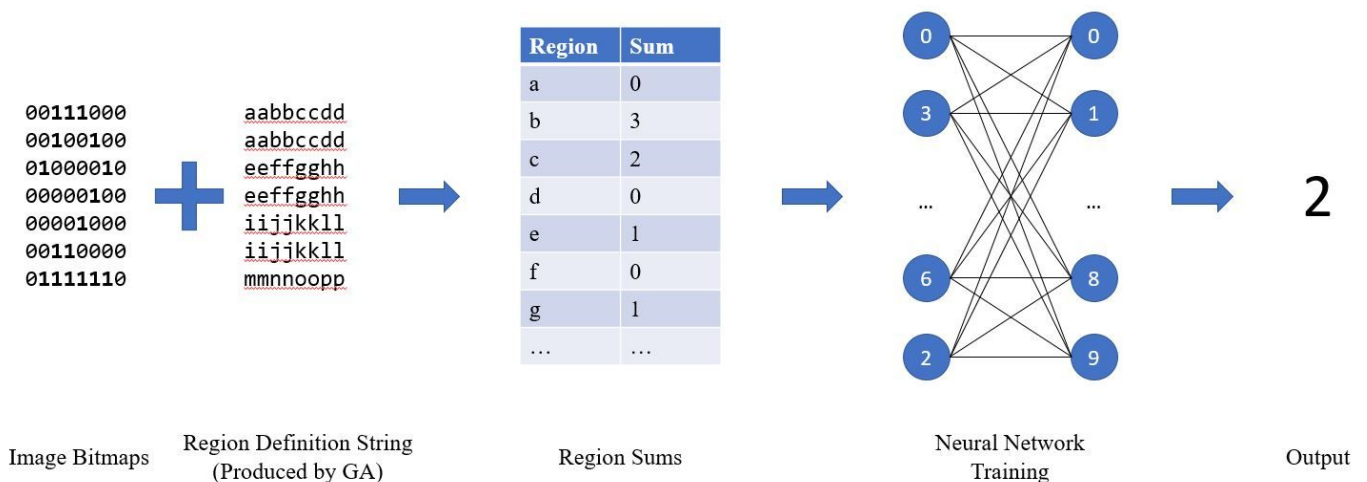 00111000
00100100
01000010
00000100
00001000
00110000
01111110
aabbccdd
aabbccdd
eeffgghh
eeffgghh
iijjkkll
iijjkkll
mmnnoopp
Region Sum
a 0
b 3
c 2
d 0
e 1
f 0
g 1
… …
0 0
3 1
... ...
6 8
2 9
2
Image Bitmaps
Region Definition String
(Produced by GA)
Region Sums
Neural Network
Training
Output